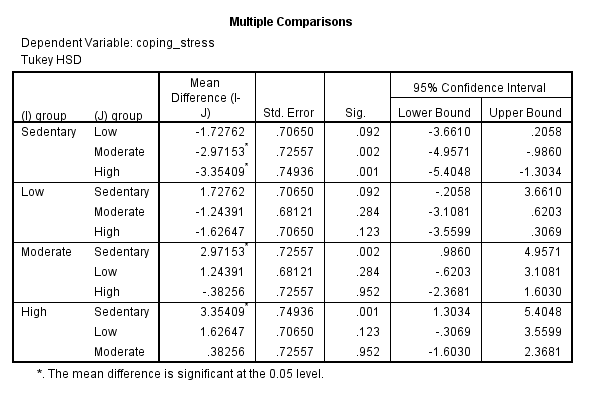 Multiple Comparisons
Dependent Variable: coping_stress
Tukey HSD
(I) group (J) group Mean Difference (I-J) Std. Error Sig. 95% Confidence Interval
Lower Bound Upper Bound
Sedentary Low -1.72762 .70650 .092 -3.6610 .2058
Moderate -2.97153* .72557 .002 -4.9571 -.9860
High -3.35409* .74936 .001 -5.4048 -1.3034
Low Sedentary 1.72762 .70650 .092 -.2058 3.6610
Moderate -1.24391 .68121 .284 -3.1081 .6203
High -1.62647 .70650 .123 -3.5599 .3069
Moderate Sedentary 2.97153* .72557 .002 .9860 4.9571
Low 1.24391 .68121 .284 -.6203 3.1081
High -.38256 .72557 .952 -2.3681 1.6030
High Sedentary 3.35409* .74936 .001 1.3034 5.4048
Low 1.62647 .70650 .123 -.3069 3.5599
Moderate .38256 .72557 .952 -1.6030 2.3681
*. The mean difference is significant at the 0.05 level.